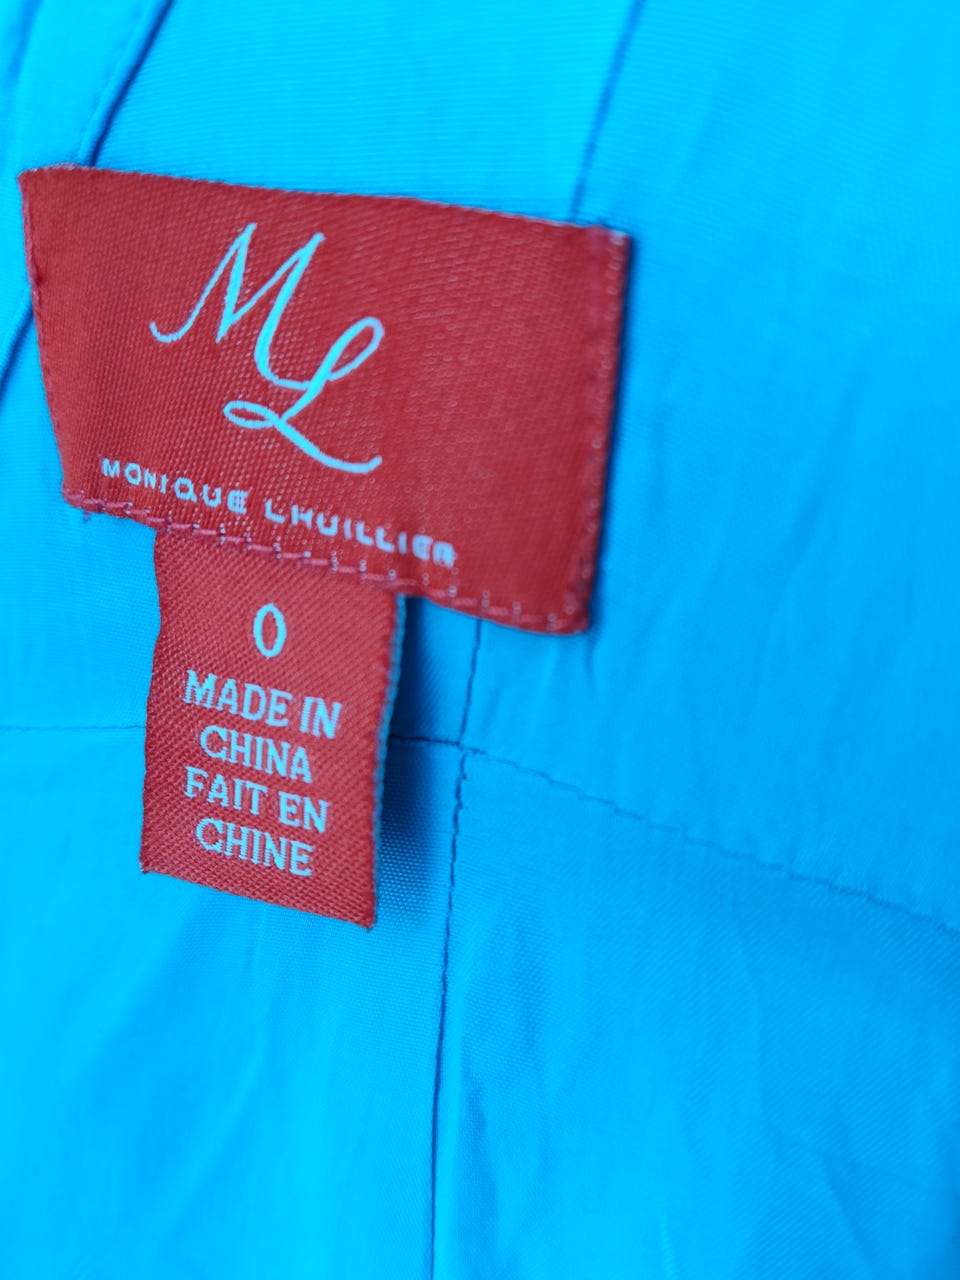 ML
MONIQUE LHUILLIER
0
MADE IN
CHINA
FAIT EN
CHINE